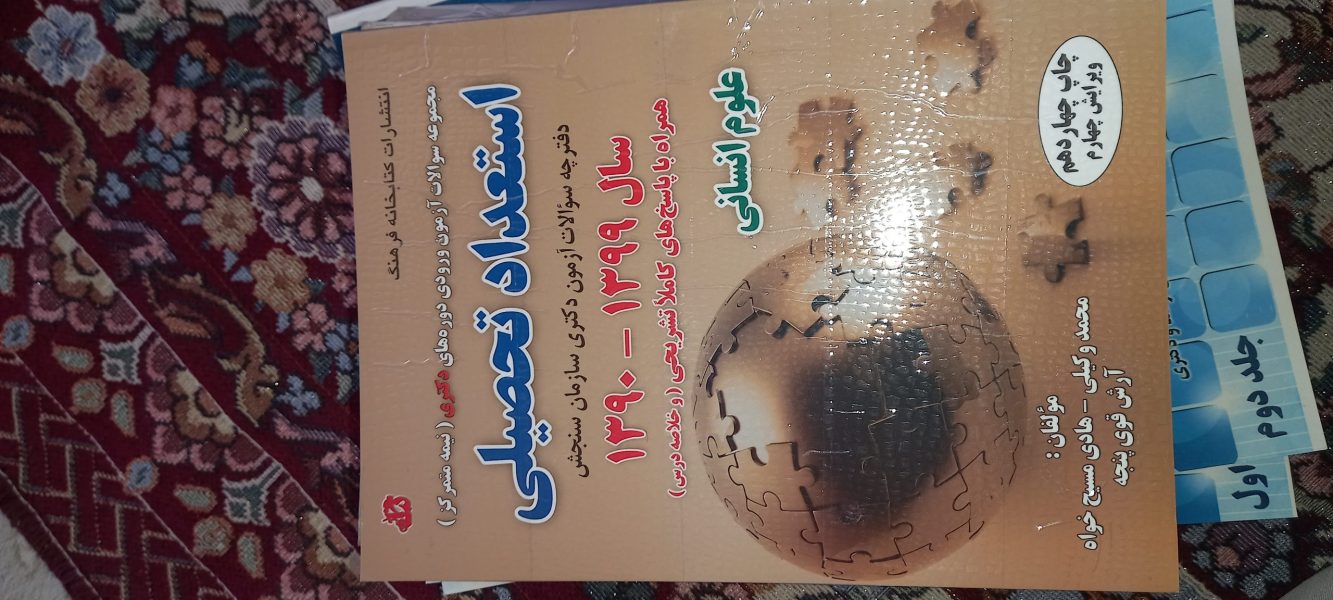 انتشارات کتابخانه فرهنگ
مجموعه سوالات آزمون ورودی دوره‌های دکتری ( نیمه متمرکز )
استعداد تحصیلی
دفترچه سؤالات آزمون دکتری سازمان سنجش
سال ۱۳۹۹ - ۱۳۹۰
همراه با پاسخ‌های کاملاً تشریحی ( و خلاصه درس )
علوم انسانی
چاپ چهاردهم
ویرایش چهارم
مؤلفان :
محمد وکیلی - هادی مسیح خواه
آرش قوی پنجه
جلد دوم
اول